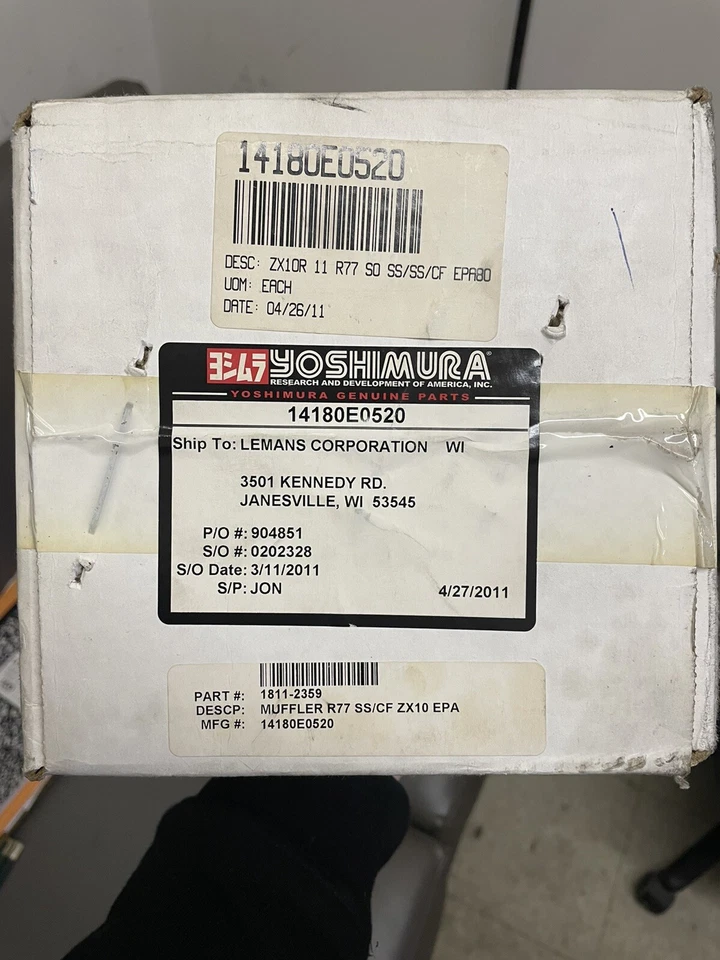 14180E0520
DESC: ZX10R 11 R77 SO SS/SS/CF EPA80
UOM: EACH
DATE: 04/26/11
ヨシムラ YOSHIMURA®
RESEARCH AND DEVELOPMENT OF AMERICA, INC.
YOSHIMURA GENUINE PARTS
14180E0520
Ship To: LEMANS CORPORATION WI
3501 KENNEDY RD.
JANESVILLE, WI 53545
P/O #: 904851
S/O #: 0202328
S/O Date: 3/11/2011
S/P: JON 4/27/2011
PART #: 1811-2359
DESCP: MUFFLER R77 SS/CF ZX10 EPA
MFG #: 14180E0520